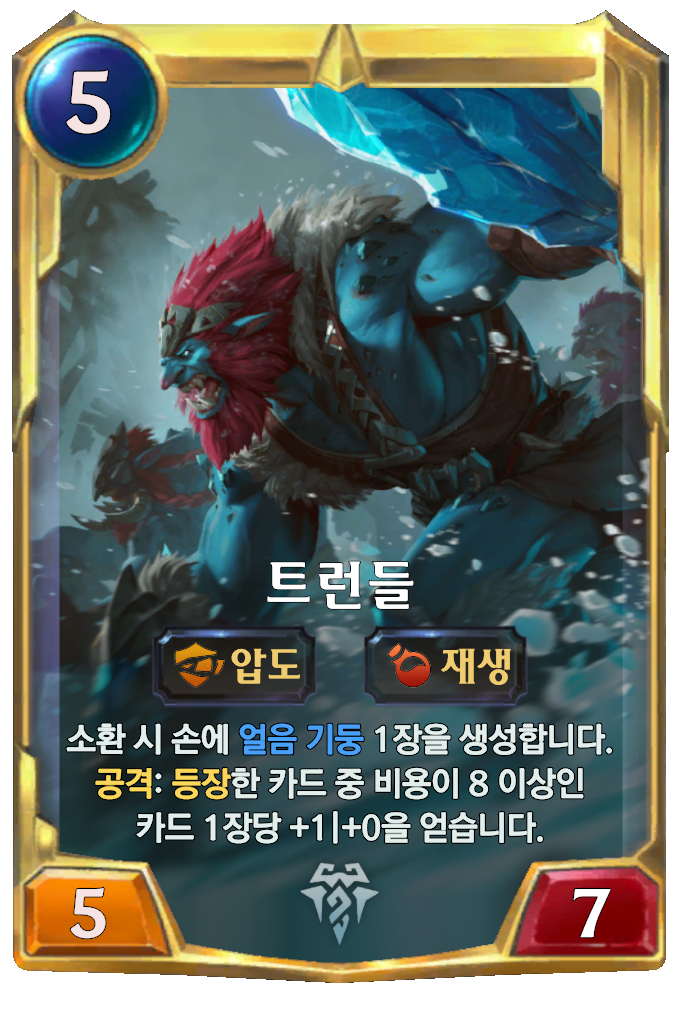 5
트런들
압도 재생
소환 시 손에 얼음 기둥 1장을 생성합니다.
공격: 등장한 카드 중 비용이 8 이상인
카드 1장당 +1|+0을 얻습니다.
5 7